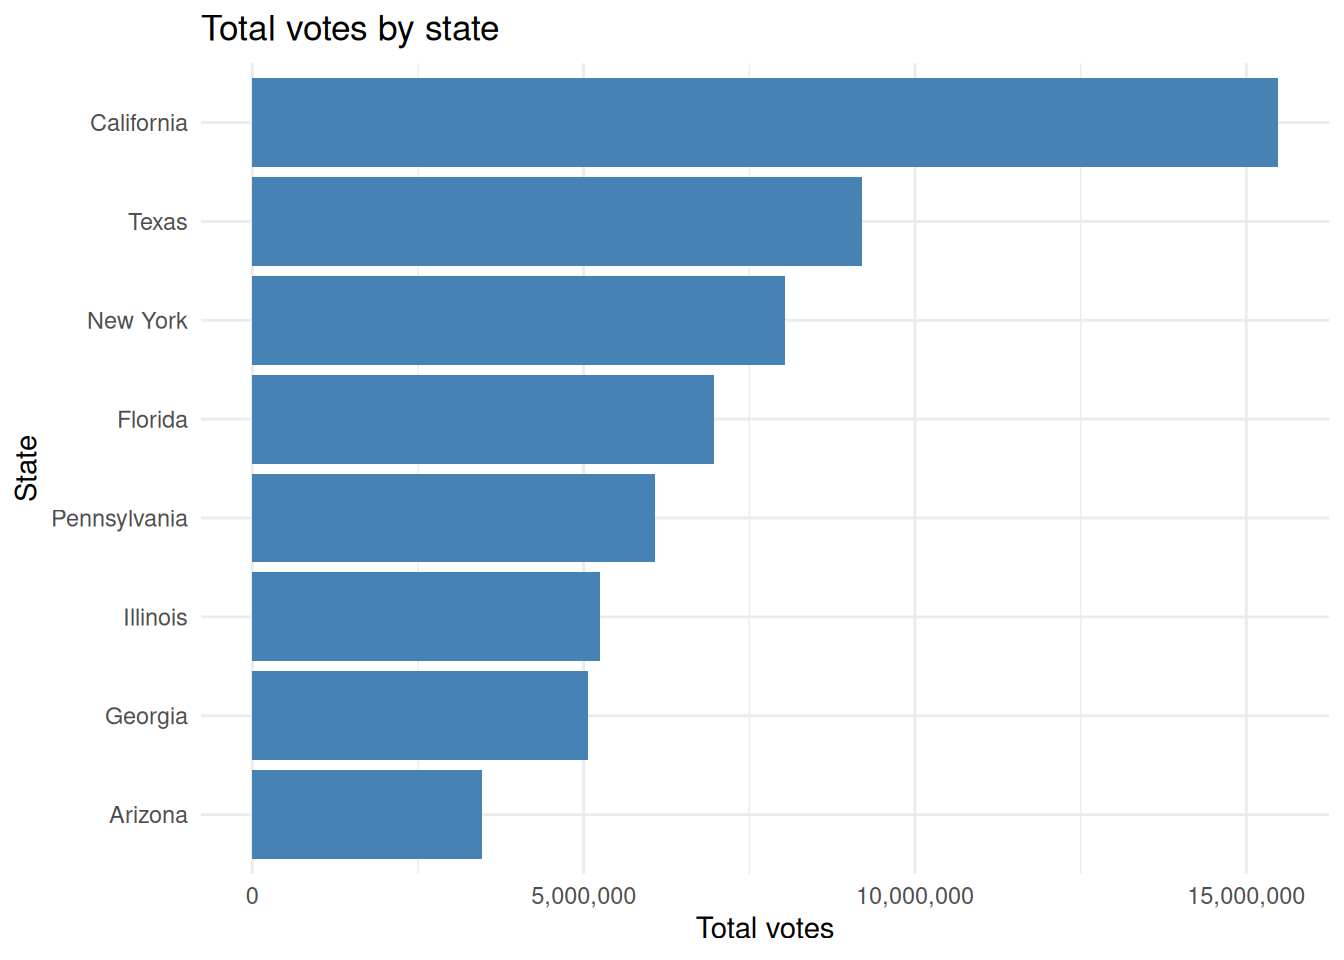 Total votes by state
State
California
Texas
New York
Florida
Pennsylvania
Illinois
Georgia
Arizona
0
5,000,000
10,000,000
15,000,000
Total votes